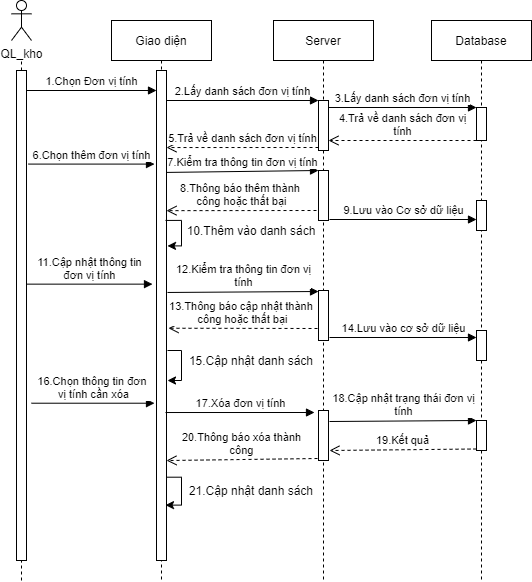 QL_kho
Giao diện
Server
Database
1.Chọn Đơn vị tính
2.Lấy danh sách đơn vị tính
3.Lấy danh sách đơn vị tính
4.Trả về danh sách đơn vị
tính
5.Trả về danh sách đơn vị tính
6.Chọn thêm đơn vị tính
7.Kiểm tra thông tin đơn vị tính
8.Thông báo thêm thành
công hoặc thất bại
9.Lưu vào Cơ sở dữ liệu
10.Thêm vào danh sách
11.Cập nhật thông tin
đơn vị tính
12.Kiểm tra thông tin đơn vị
tính
13.Thông báo cập nhật thành
công hoặc thất bại
14.Lưu vào cơ sở dữ liệu
15.Cập nhật danh sách
16.Chọn thông tin đơn
vị tính cần xóa
17.Xóa đơn vị tính
18.Cập nhật trạng thái đơn vị
tính
19.Kết quả
20.Thông báo xóa thành
công
21.Cập nhật danh sách